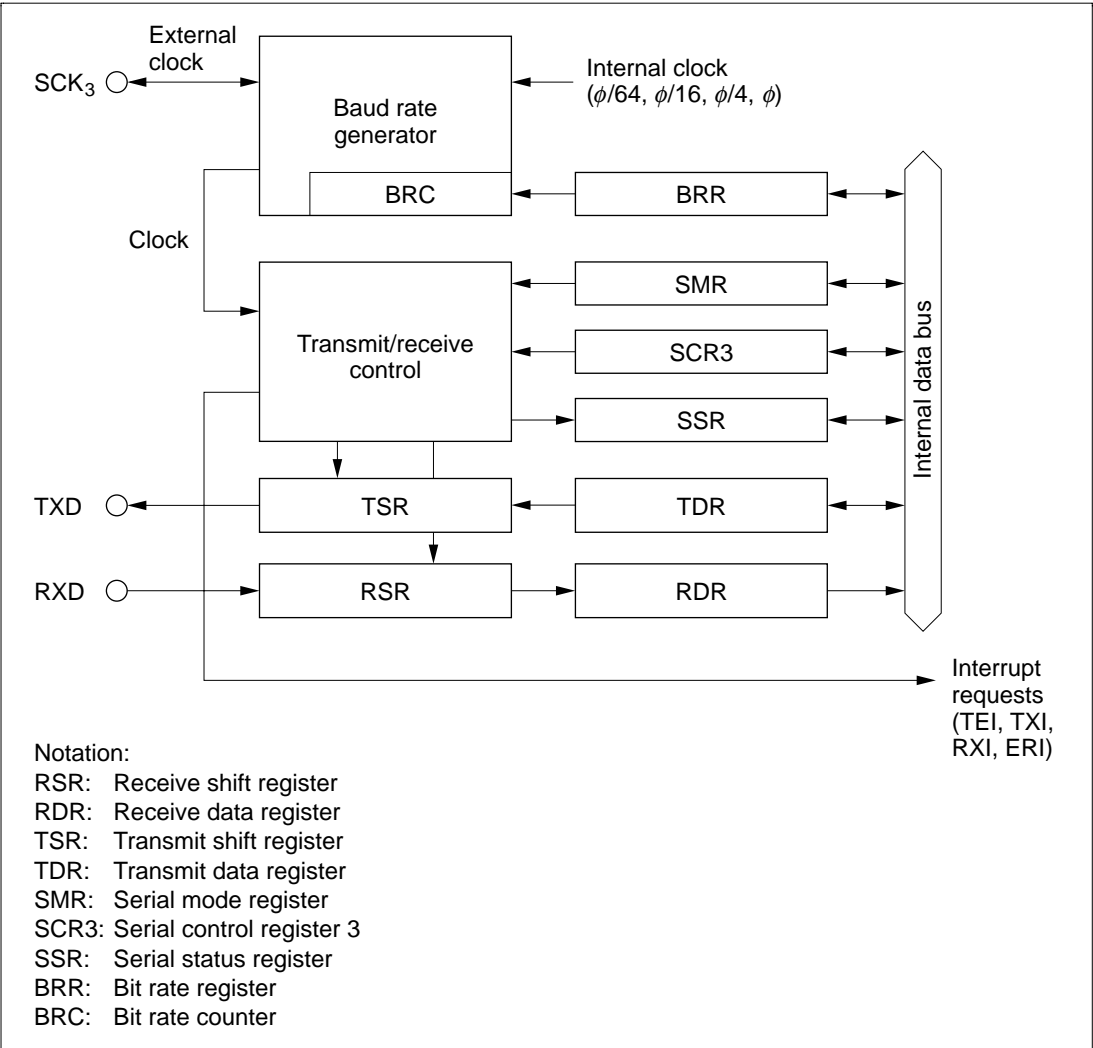 External
clock
SCK3
Internal clock
(ϕ/64, ϕ/16, ϕ/4, ϕ)
Baud rate
generator
BRC
BRR
Clock
SMR
Transmit/receive
control
SCR3
SSR
Internal data bus
TXD
TSR
TDR
RXD
RSR
RDR
Interrupt
requests
(TEI, TXI,
RXI, ERI)
Notation:
RSR: Receive shift register
RDR: Receive data register
TSR: Transmit shift register
TDR: Transmit data register
SMR: Serial mode register
SCR3: Serial control register 3
SSR: Serial status register
BRR: Bit rate register
BRC: Bit rate counter